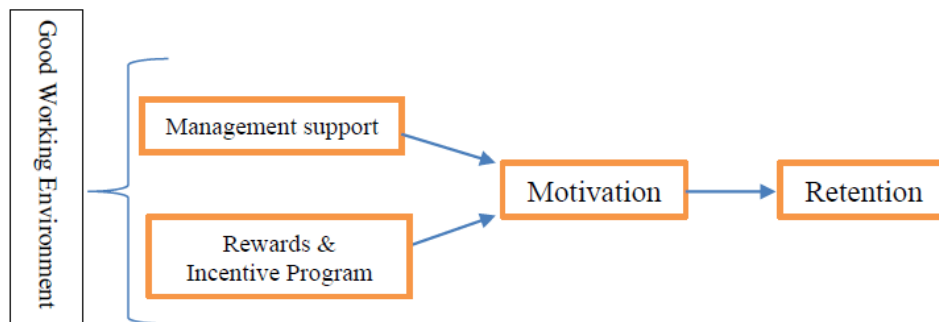 Good Working Environment
Management support
Rewards &
Incentive Program
Motivation
Retention